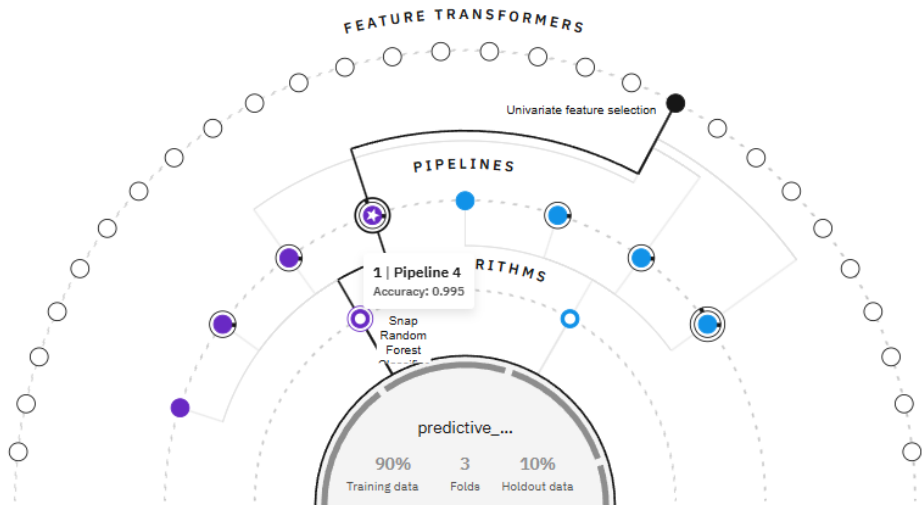 FEATURE TRANSFORMERS
Univariate feature selection
PIPELINES
1 | Pipeline 4
Accuracy: 0.995
RITHMS
Snap
Random
Forest
predictive_...
90%
Training data
3
Folds
10%
Holdout data